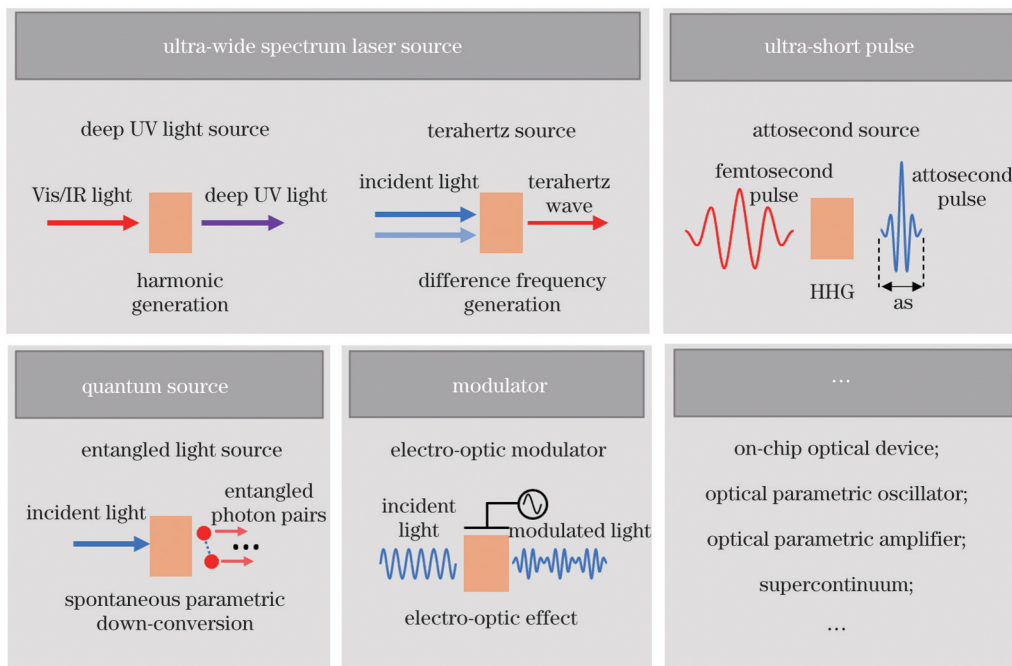 ultra-wide spectrum laser source
deep UV light source
Vis/IR light
deep UV light
harmonic
generation
terahertz source
incident light
terahertz
wave
difference frequency
generation
ultra-short pulse
attosecond source
femtosecond
pulse
attosecond
pulse
HHG
as
quantum source
entangled light source
incident light
entangled
photon pairs
...
spontaneous parametric
down-conversion
modulator
electro-optic modulator
incident
light
modulated light
electro-optic effect
...
on-chip optical device;
optical parametric oscillator;
optical parametric amplifier;
supercontinuum;
...